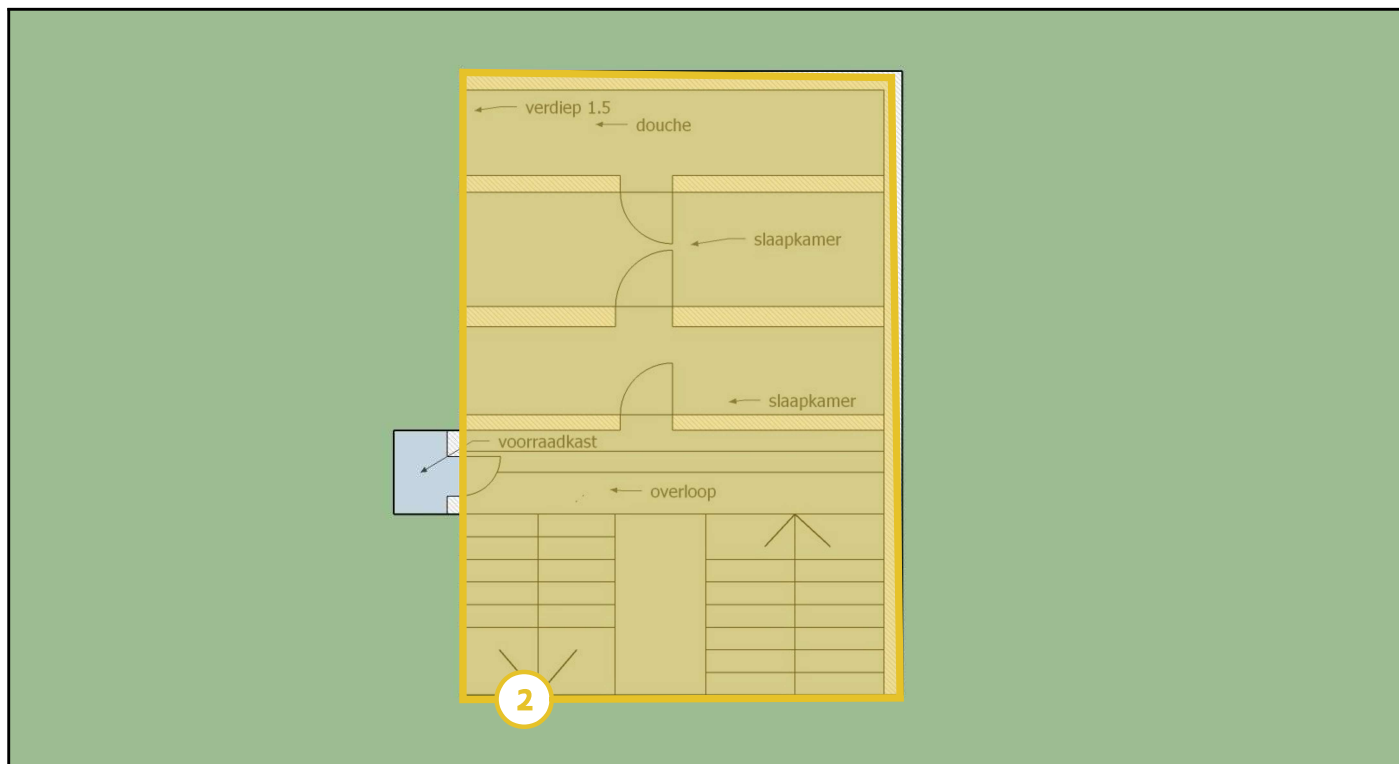 verdiep 1.5
douche
slaapkamer
slaapkamer
voorraadkast
overloop
2